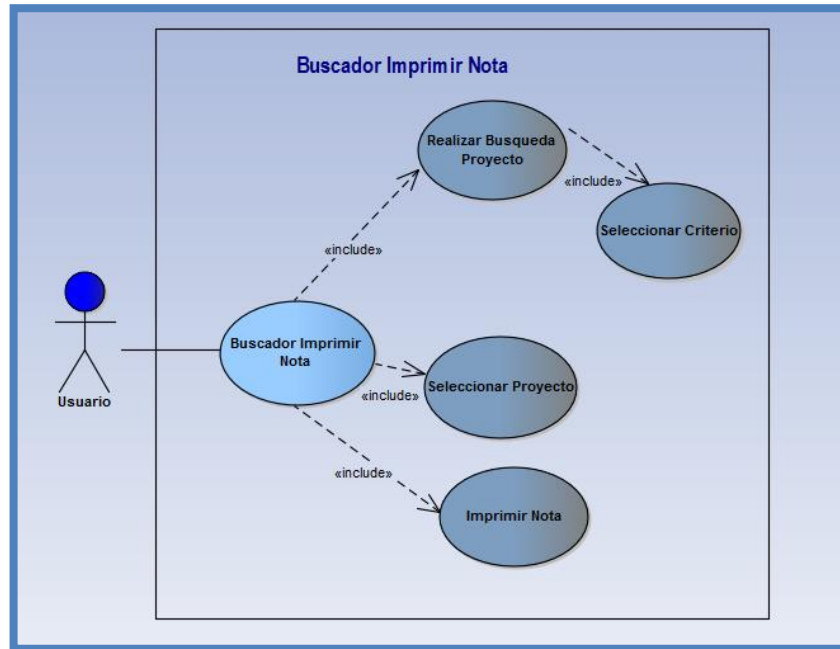 Buscador Imprimir Nota
Realizar Busqueda
Proyecto
«include»
Seleccionar Criterio
«include»
Buscador Imprimir
Nota
Usuario
Seleccionar Proyecto
«include»
«include»
Imprimir Nota